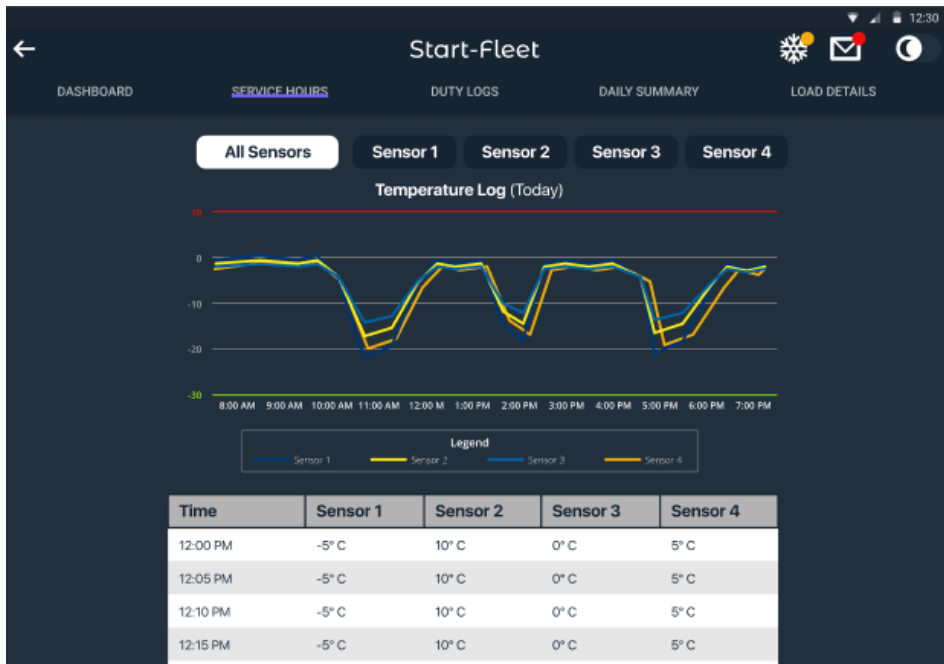 12:30
Start-Fleet
DASHBOARD SERVICE HOURS DUTY LOGS DAILY SUMMARY LOAD DETAILS
All Sensors Sensor 1 Sensor 2 Sensor 3 Sensor 4
Temperature Log (Today)
10
0
-10
-20
-30
8:00 AM 9:00 AM 10:00 AM 11:00 AM 12:00 M 1:00 PM 2:00 PM 3:00 PM 4:00 PM 5:00 PM 6:00 PM 7:00 PM
Legend
Sensor 1 Sensor 2 Sensor 3 Sensor 4
Time Sensor 1 Sensor 2 Sensor 3 Sensor 4
12:00 PM -5° C 10° C 0° C 5° C
12:05 PM -5° C 10° C 0° C 5° C
12:10 PM -5° C 10° C 0° C 5° C
12:15 PM -5° C 10° C 0° C 5° C